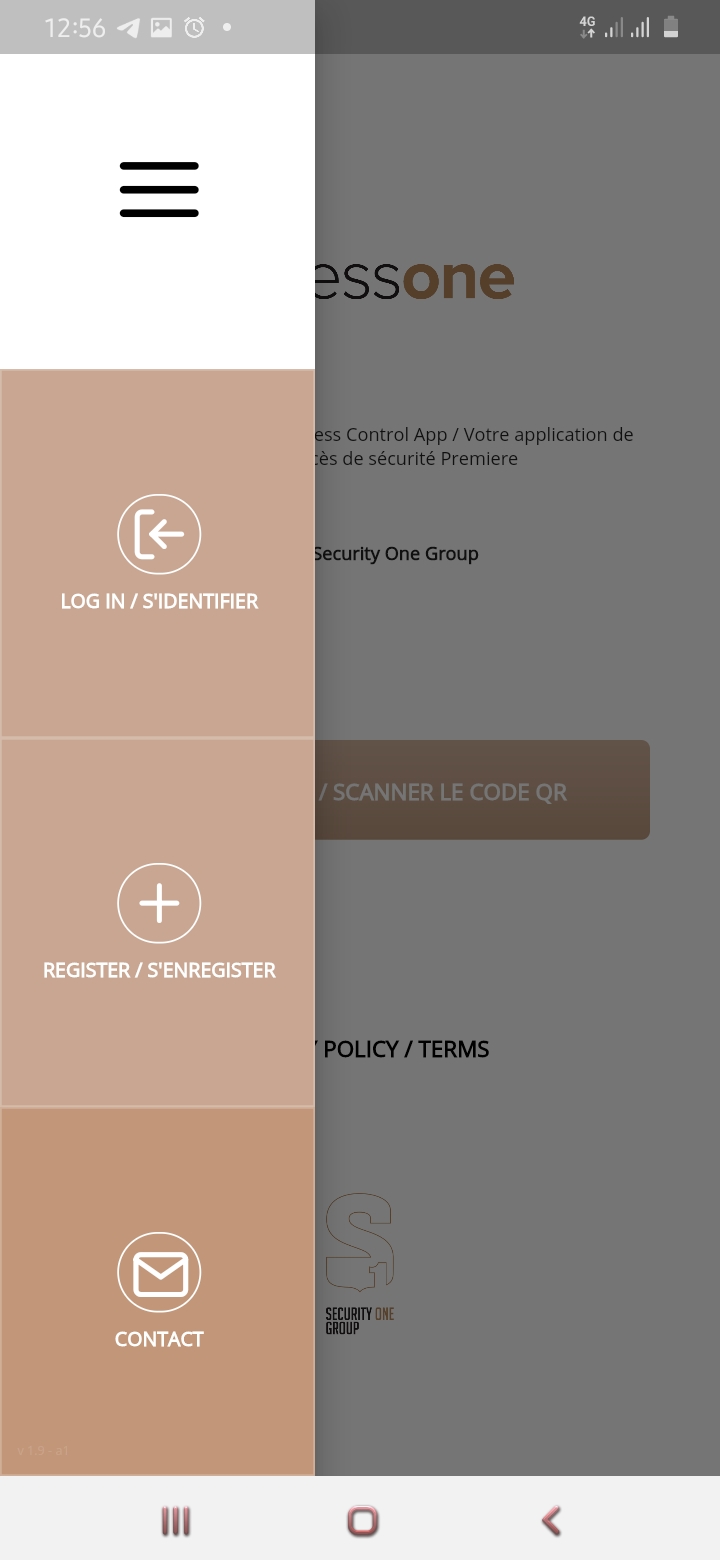 12:56
4G
essone
ess Control App / Votre application de
cès de sécurité Premiere
Security One Group
LOG IN / S'IDENTIFIER
/ SCANNER LE CODE QR
REGISTER / S'ENREGISTER
POLICY / TERMS
SECURITY ONE
GROUP
CONTACT
v 1.9 - a1